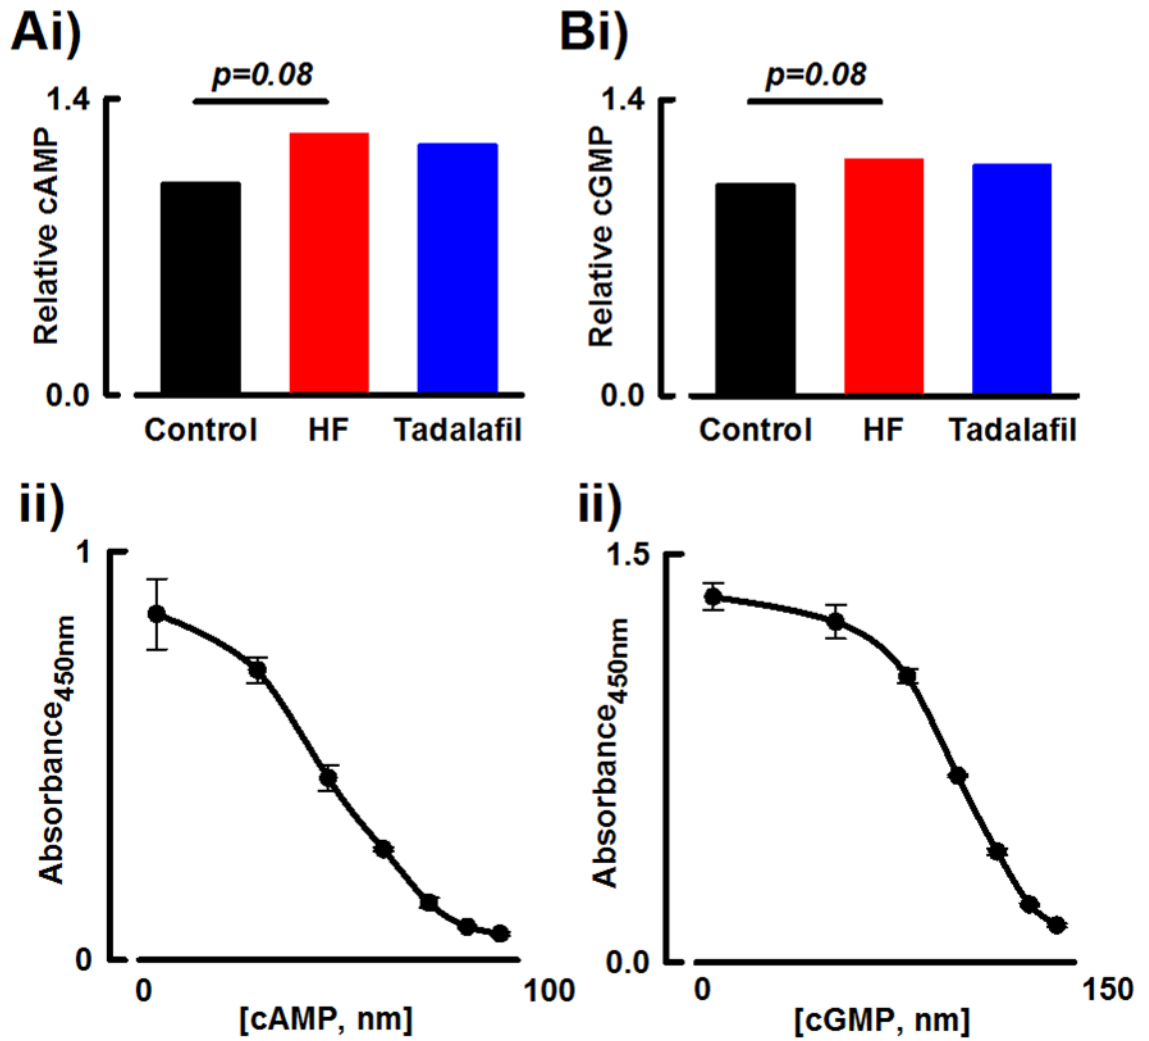 Ai)
p=0.08
1.4
Relative cAMP
0.0
Control HF Tadalafil
Bi)
p=0.08
1.4
Relative cGMP
0.0
Control HF Tadalafil
ii)
1
Absorbance450nm
0
0 100
[cAMP, nm]
ii)
1.5
Absorbance450nm
0.0
0 150
[cGMP, nm]